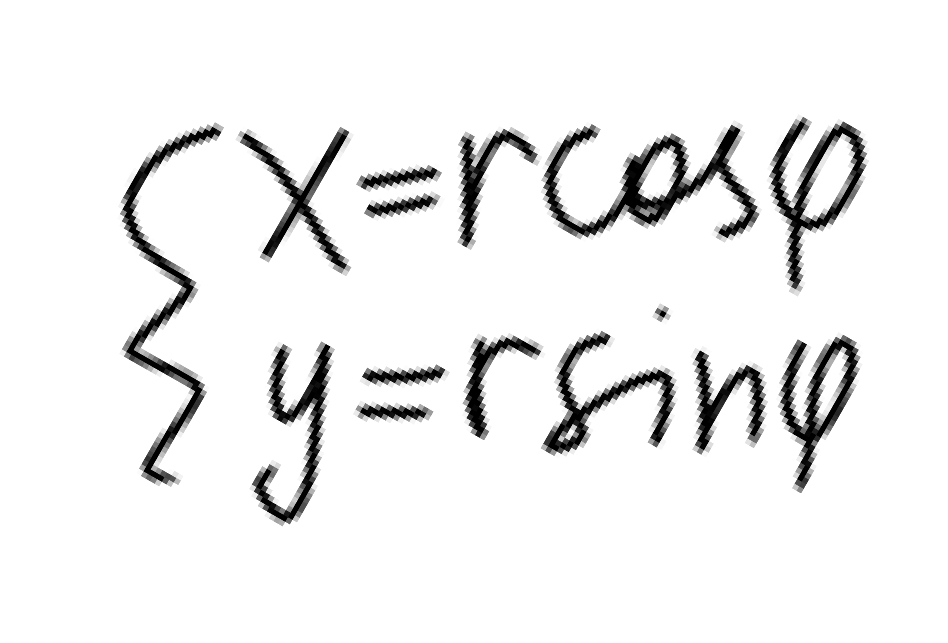 x=rcosφ
y=rsinφ